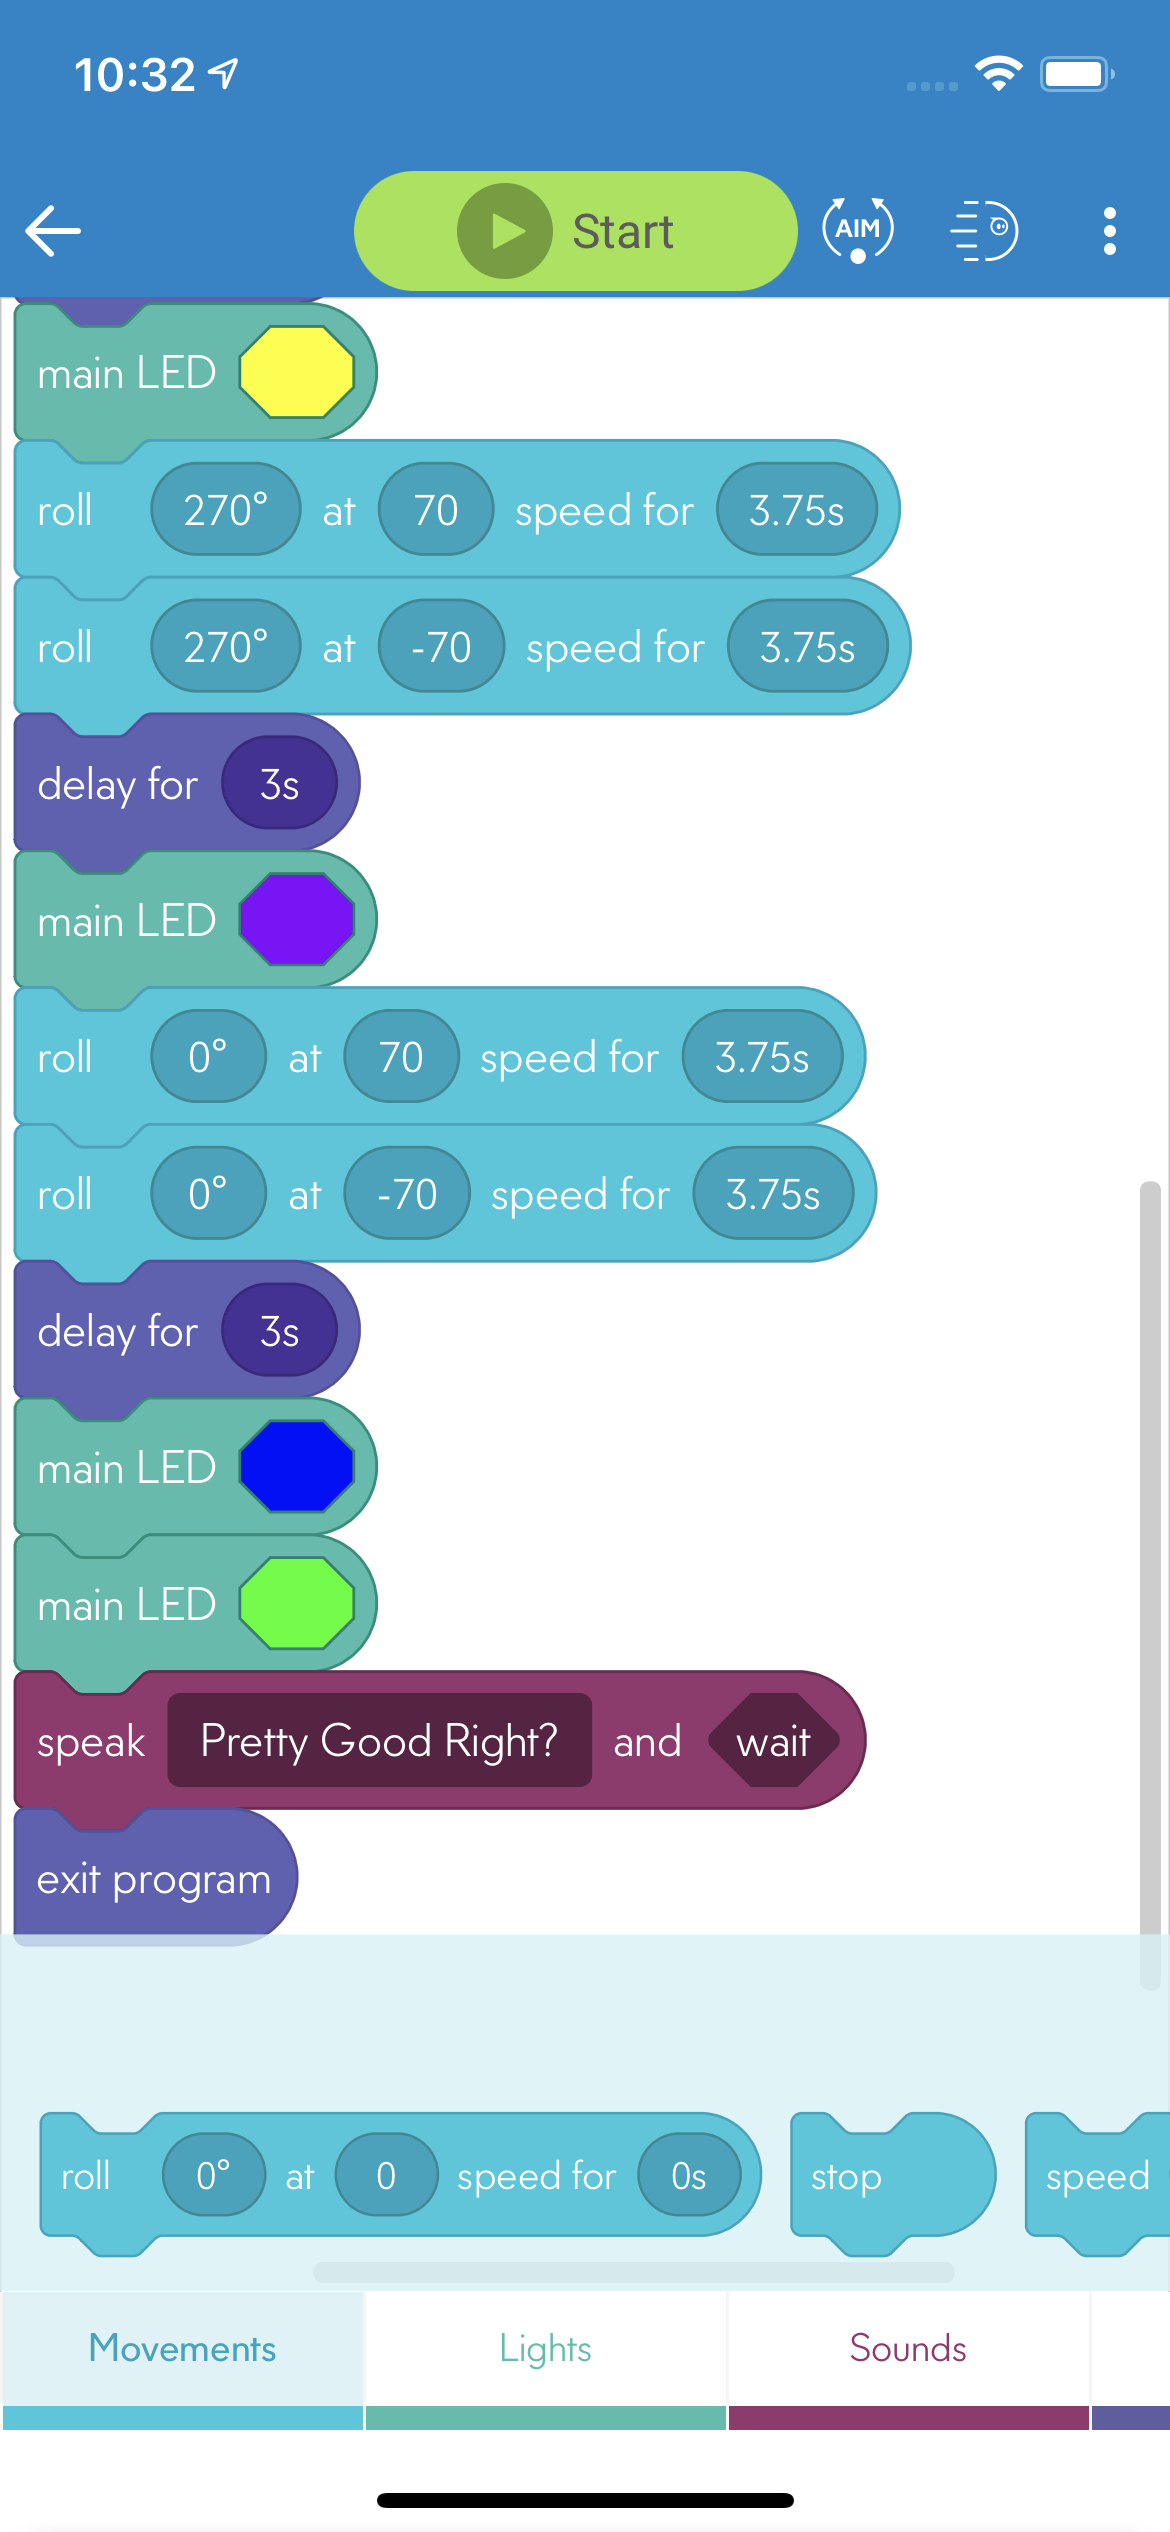 10:32
Start
AIM
main LED
roll 270° at 70 speed for 3.75s
roll 270° at -70 speed for 3.75s
delay for 3s
main LED
roll 0° at 70 speed for 3.75s
roll 0° at -70 speed for 3.75s
delay for 3s
main LED
main LED
speak Pretty Good Right? and wait
exit program
roll 0° at 0 speed for 0s
stop
speed
Movements
Lights
Sounds